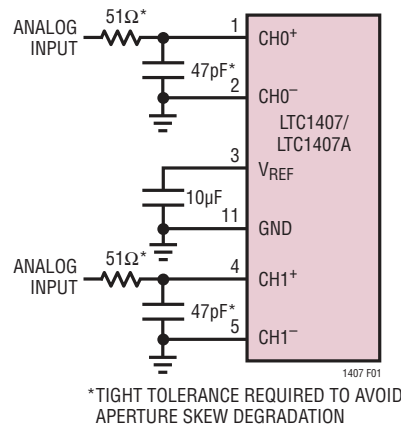 ANALOG
INPUT
51Ω*
47pF*
1
CH0+
2
CH0−
LTC1407/
LTC1407A
3
VREF
10μF
11
GND
ANALOG
INPUT
51Ω*
47pF*
4
CH1+
5
CH1−
1407 F01
*TIGHT TOLERANCE REQUIRED TO AVOID
APERTURE SKEW DEGRADATION